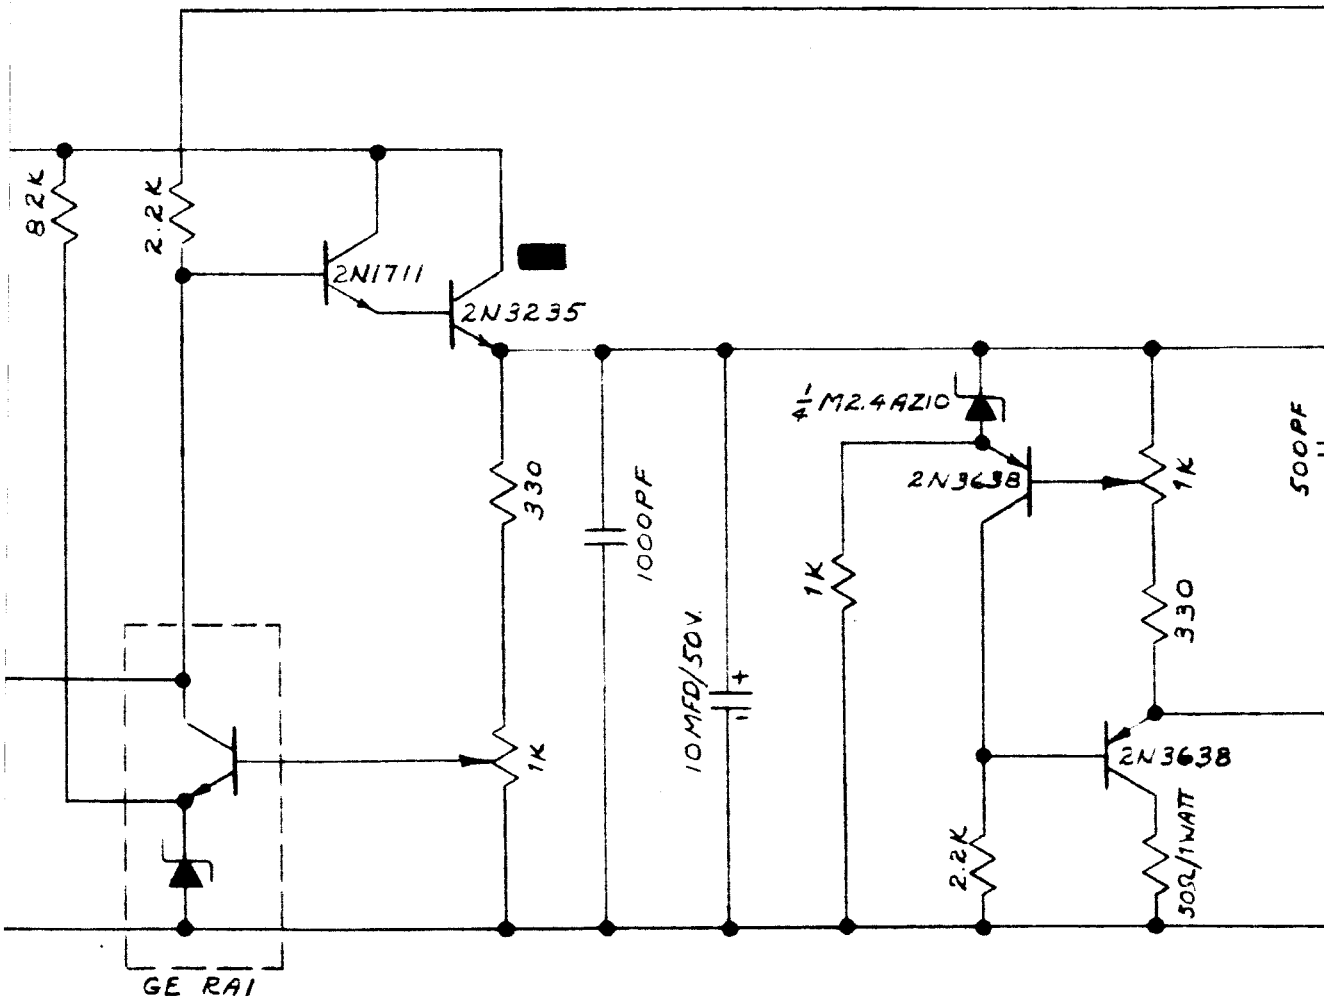 82K
2.2K
2N1711
2N3235
1/4 M2.4AZ10
500PF
2N3638
1K
330
1000PF
1K
330
10MFD/50V.
+
-
1K
2N3638
2.2K
50Ω/1WATT
GE RA1